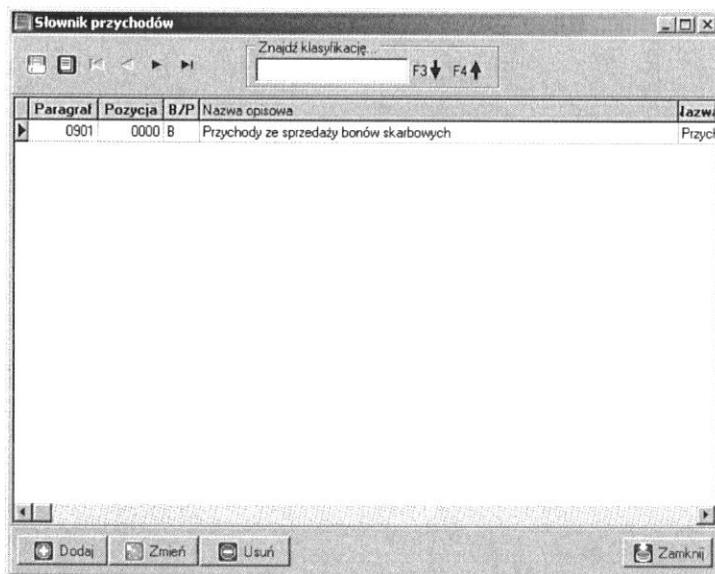 Słownik przychodów
Znajdź klasyfikację...
F3 F4
Paragraf Pozycja B/P Nazwa opisowa
0901 0000 B Przychody ze sprzedaży bonów skarbowych Przych
Dodaj Zmień Usuń Zamknij